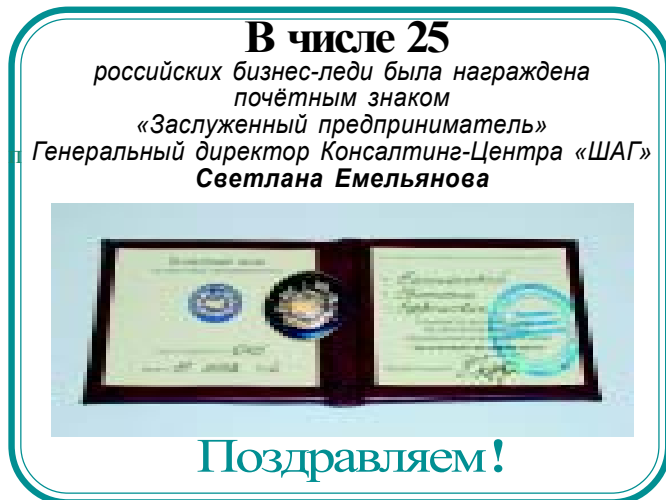 В числе 25
российских бизнес-леди была награждена
почётным знаком
«Заслуженный предприниматель»
Генеральный директор Консалтинг-Центра «ШАГ»
Светлана Емельянова
Поздравляем!